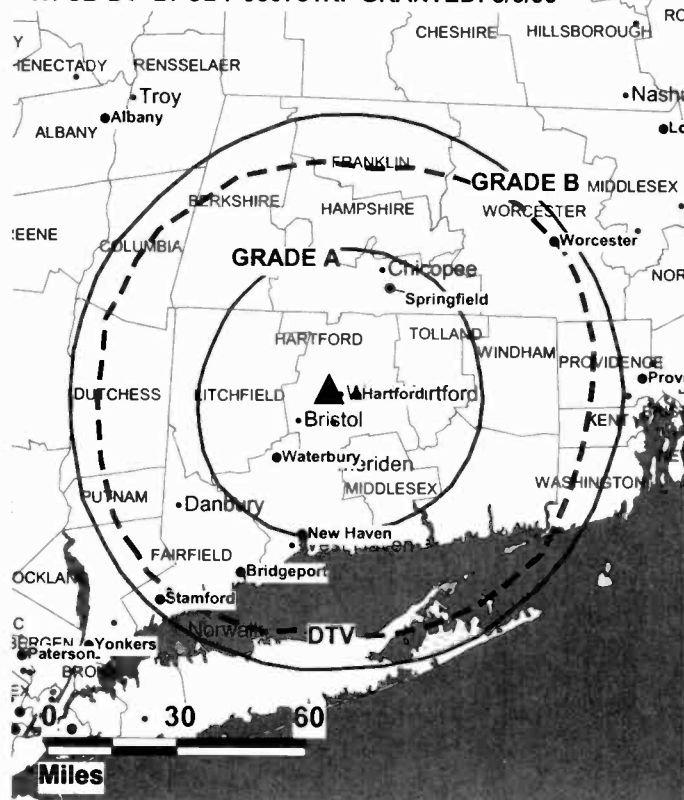 CHESHIRE HILLSBOROUGH
RENSSELAER
Troy
Albany
ALBANY
FRANKLIN
GRADE B
MIDDLESEX
BERKSHIRE
HAMPSHIRE
WORCESTER
COLUMBIA
Worcester
GRADE A
Chicopee
Springfield
HARTFORD
TOLLAND
WINDHAM
PROVIDENCE
DUTCHESS
LITCHFIELD
Hartford
KENT
Bristol
Waterbury
MIDDLESEX
WASHINGTON
PUTNAM
Danbury
New Haven
FAIRFIELD
Bridgeport
Stamford
Norwalk
DTV
Yonkers
Paterson
0 30 60
Miles